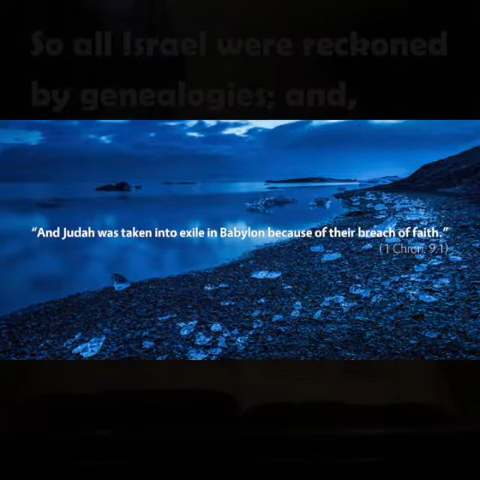 So all Israel were reckoned
by genealogies; and,
“And Judah was taken into exile in Babylon because of their breach of faith.”
(1 Chron. 9:1)